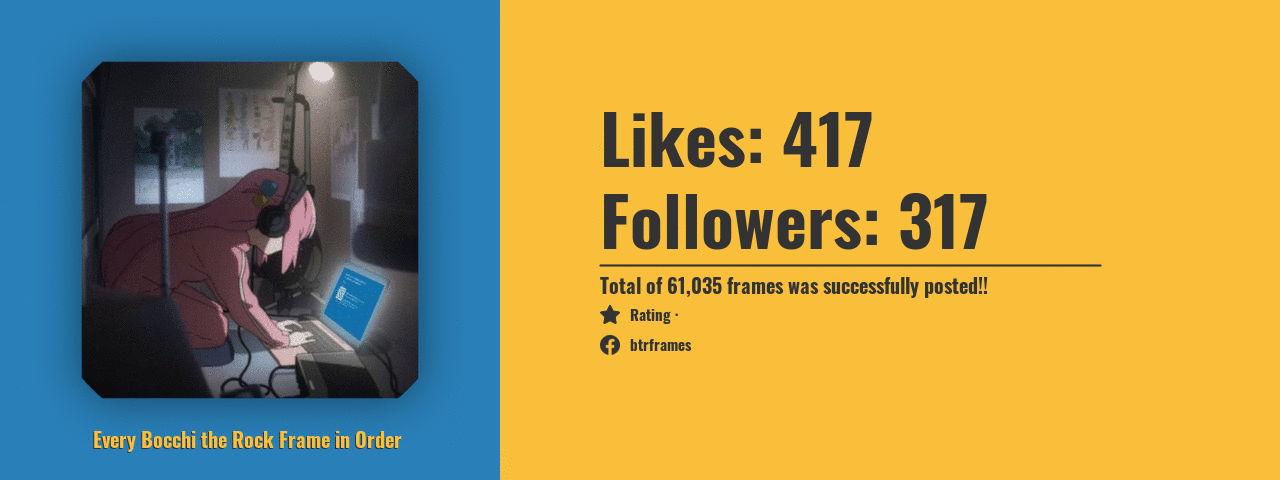 Likes: 417
Followers: 317
Total of 61,035 frames was successfully posted!!
Rating ·
btrframes
Every Bocchi the Rock Frame in Order